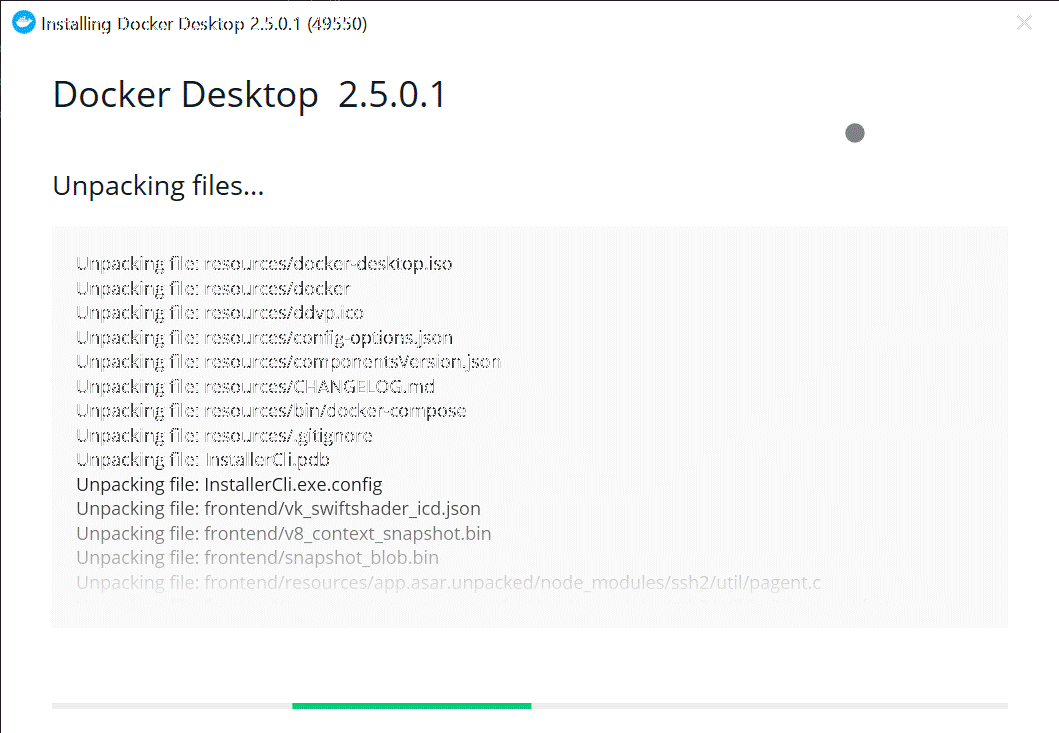 Installing Docker Desktop 2.5.0.1 (49550)
Docker Desktop 2.5.0.1
Unpacking files...
Unpacking file: resources/docker-desktop.iso
Unpacking file: resources/docker
Unpacking file: resources/ddvp.ico
Unpacking file: resources/config-options.json
Unpacking file: resources/componentsVersion.json
Unpacking file: resources/CHANGELOG.md
Unpacking file: resources/bin/docker-compose
Unpacking file: resources/.gitignore
Unpacking file: InstallerCli.pdb
Unpacking file: InstallerCli.exe.config
Unpacking file: frontend/vk_swiftshader_icd.json
Unpacking file: frontend/v8_context_snapshot.bin
Unpacking file: frontend/snapshot_blob.bin
Unpacking file: frontend/resources/app.asar.unpacked/node_modules/ssh2/util/pagent.c